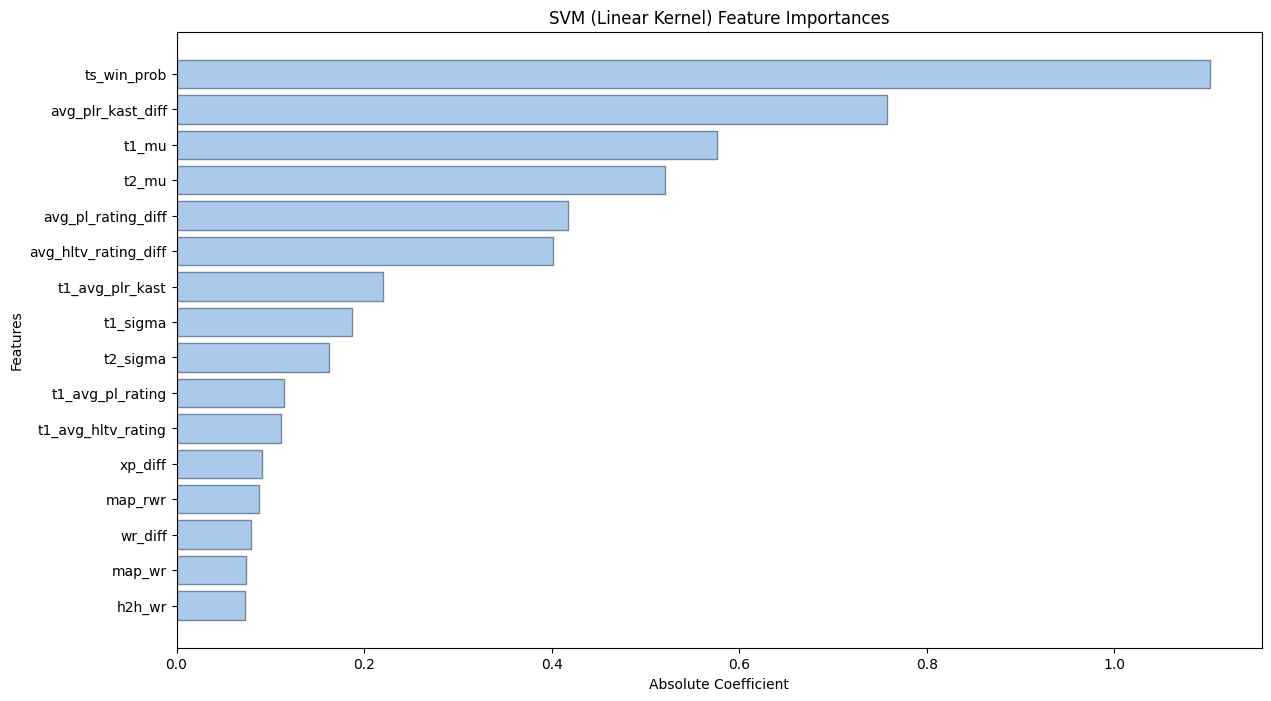 SVM (Linear Kernel) Feature Importances
ts_win_prob
avg_plr_kast_diff
t1_mu
t2_mu
avg_pl_rating_diff
avg_hltv_rating_diff
t1_avg_plr_kast
t1_sigma
t2_sigma
t1_avg_pl_rating
t1_avg_hltv_rating
xp_diff
map_rwr
wr_diff
map_wr
h2h_wr
Features
0.0 0.2 0.4 0.6 0.8 1.0
Absolute Coefficient